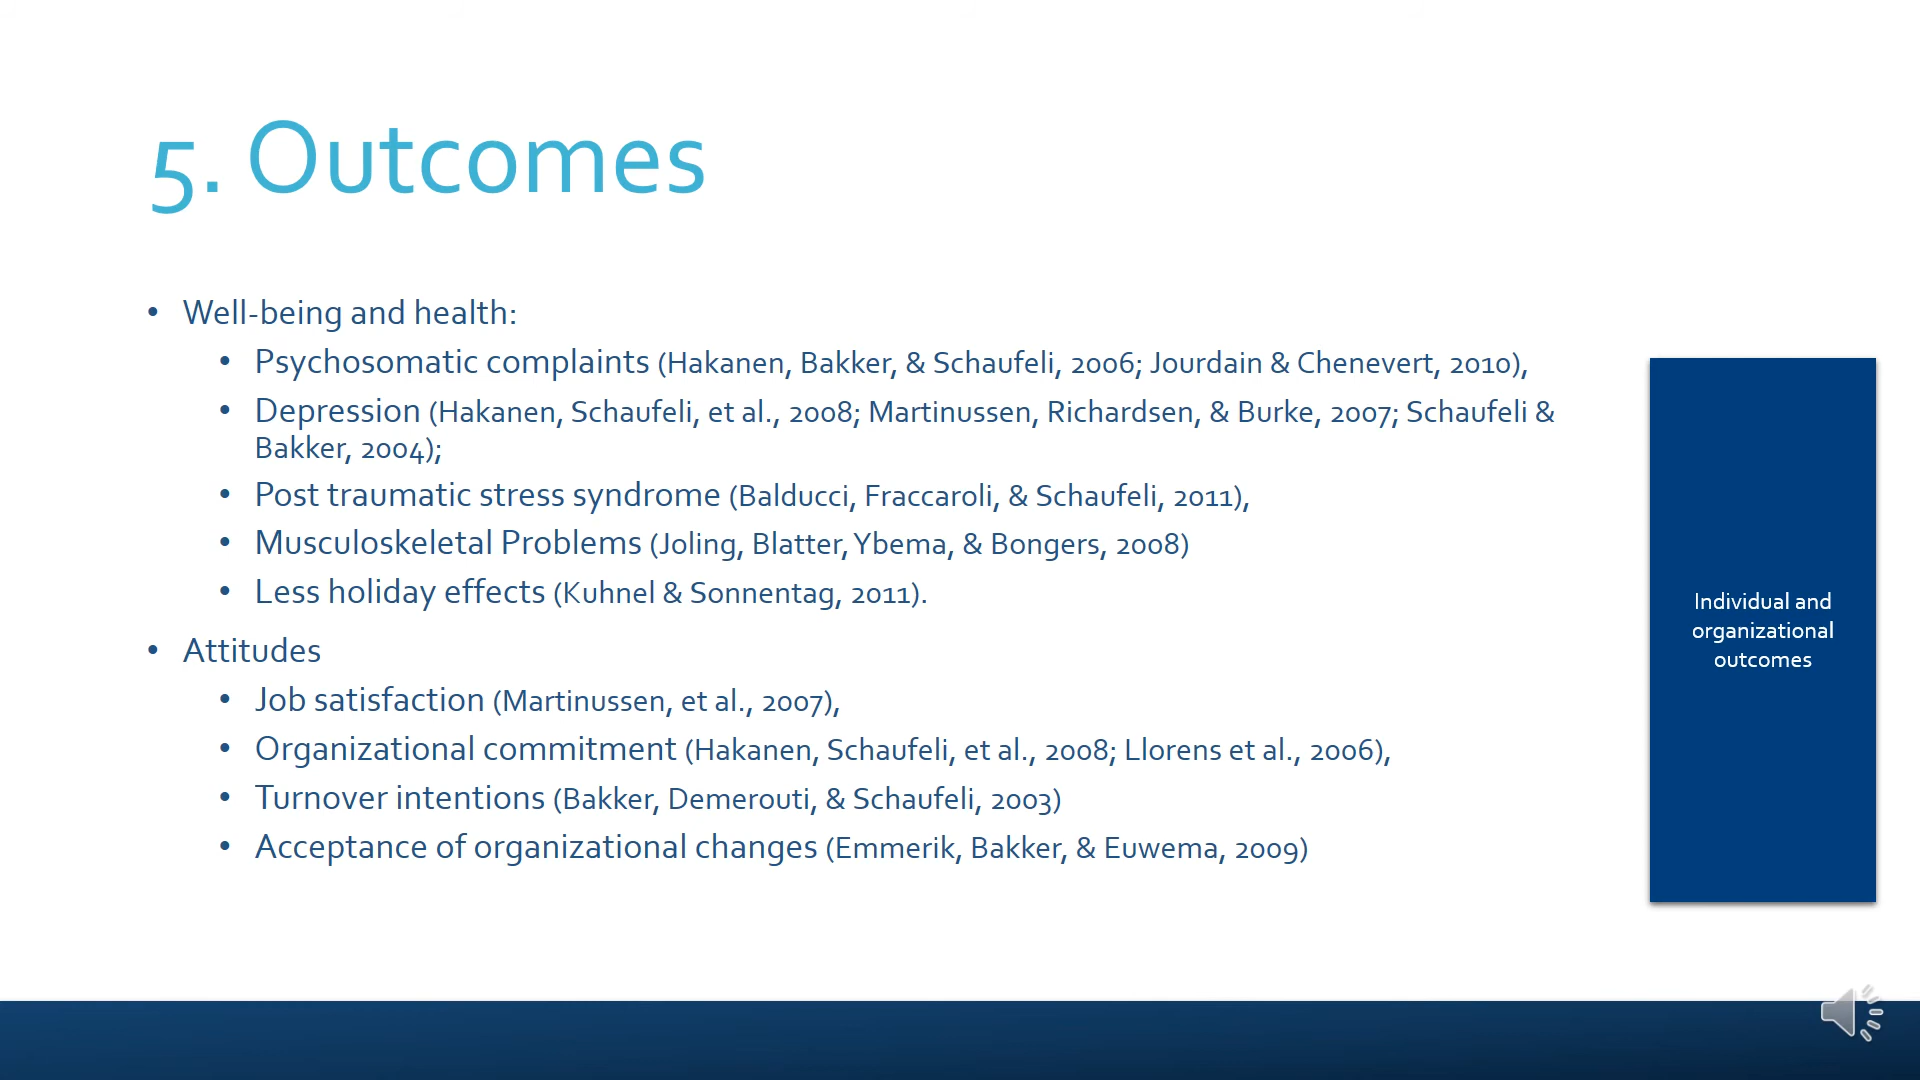 5. Outcomes
• Well-being and health:
• Psychosomatic complaints (Hakanen, Bakker, & Schaufeli, 2006; Jourdain & Chenevert, 2010),
• Depression (Hakanen, Schaufeli, et al., 2008; Martinussen, Richardsen, & Burke, 2007; Schaufeli &
Bakker, 2004);
• Post traumatic stress syndrome (Balducci, Fraccaroli, & Schaufeli, 2011),
• Musculoskeletal Problems (Joling, Blatter, Ybema, & Bongers, 2008)
• Less holiday effects (Kuhnel & Sonnentag, 2011).
• Attitudes
• Job satisfaction (Martinussen, et al., 2007),
• Organizational commitment (Hakanen, Schaufeli, et al., 2008; Llorens et al., 2006),
• Turnover intentions (Bakker, Demerouti, & Schaufeli, 2003)
• Acceptance of organizational changes (Emmerik, Bakker, & Euwema, 2009)
Individual and
organizational
outcomes